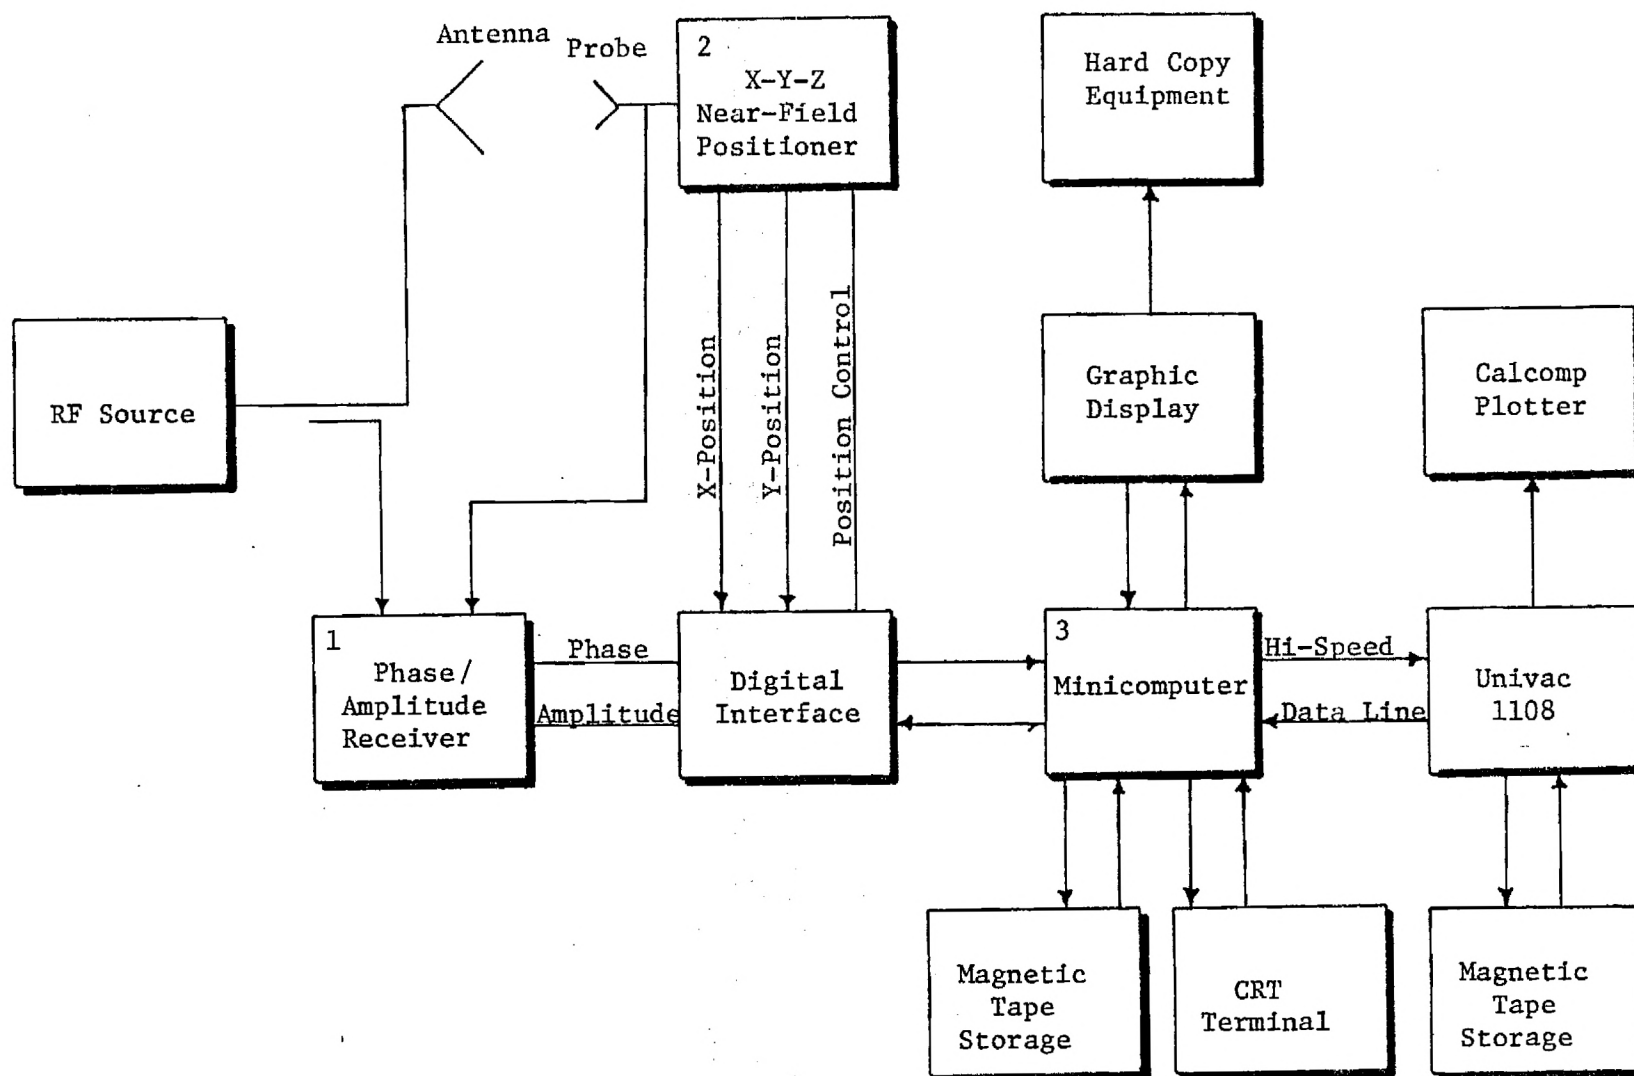 Antenna
Probe
2
X-Y-Z
Near-Field
Positioner
Hard Copy
Equipment
RF Source
X-Position
Y-Position
Position Control
Graphic
Display
Calcomp
Plotter
1
Phase/
Amplitude
Receiver
Phase
Amplitude
Digital
Interface
3
Minicomputer
Hi-Speed
Data Line
Univac
1108
Magnetic
Tape
Storage
CRT
Terminal
Magnetic
Tape
Storage